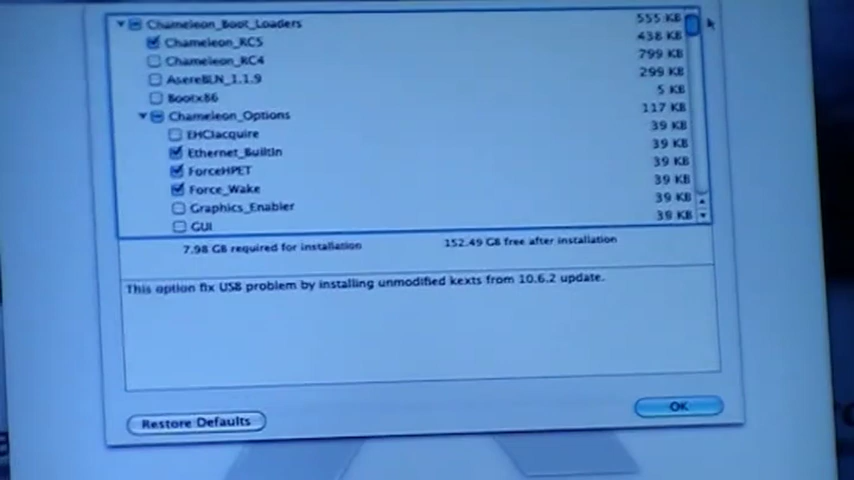 Chameleon_Boot_Loaders 555 KB
Chameleon_RC5 438 KB
Chameleon_RC4 799 KB
AsereBLN_1.1.9 299 KB
Bootx86 5 KB
Chameleon_Options 117 KB
EHCIacquire 39 KB
Ethernet_BuiltIn 39 KB
ForceHPET 39 KB
Force_Wake 39 KB
Graphics_Enabler 39 KB
GUI 39 KB
7.98 GB required for installation 152.49 GB free after installation
This option fix USB problem by installing unmodified kexts from 10.6.2 update.
Restore Defaults OK